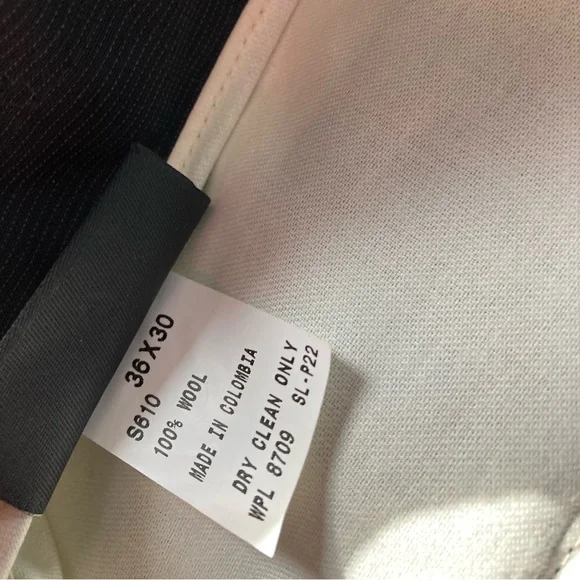 S610 36X30
100% WOOL
MADE IN COLOMBIA
DRY CLEAN ONLY
WPL 8709 SL-P22